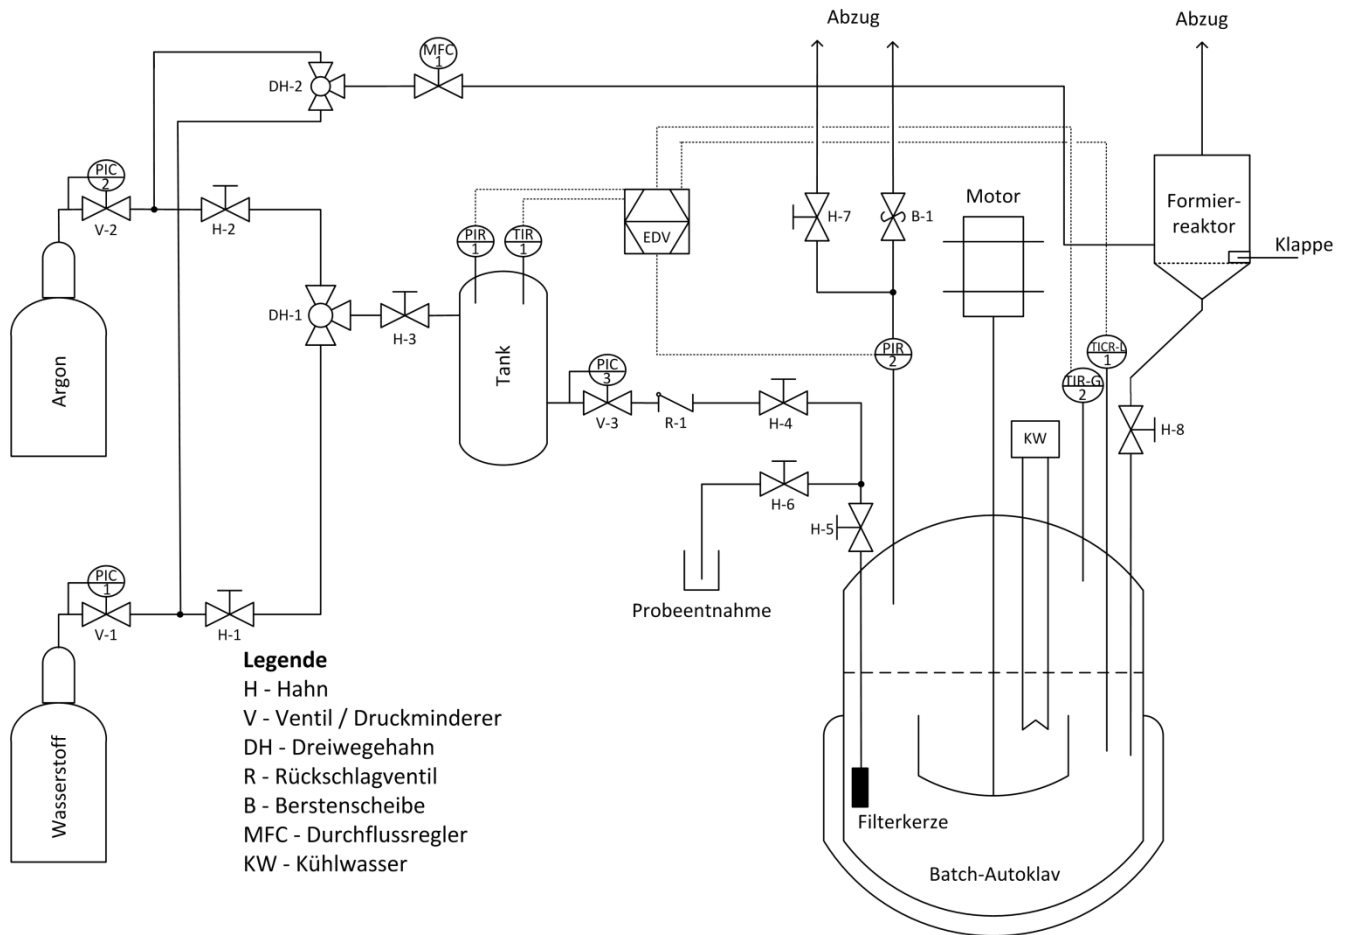 Abzug
Abzug
MFC
1
DH-2
PIC
2
V-2
H-2
PIR
1
TIR
1
EDV
H-7
B-1
Motor
Formier-
reaktor
Klappe
DH-1
H-3
Argon
Tank
PIC
3
V-3
R-1
H-4
PIR
2
TICR-L
1
TIR-G
2
KW
H-8
H-6
H-5
Probeentnahme
PIC
1
V-1
H-1
Wasserstoff
Legende
H - Hahn
V - Ventil / Druckminderer
DH - Dreiwegehahn
R - Rückschlagventil
B - Berstenscheibe
MFC - Durchflussregler
KW - Kühlwasser
Filterkerze
Batch-Autoklav